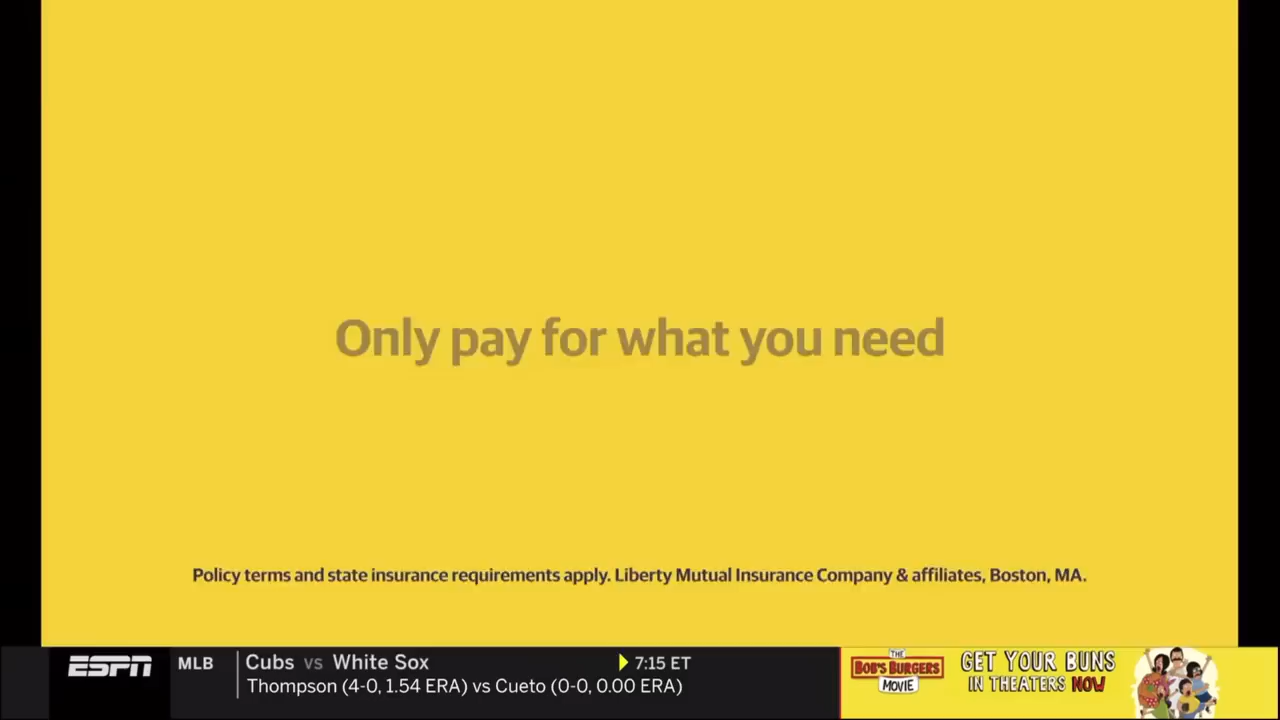 Only pay for what you need
Policy terms and state insurance requirements apply. Liberty Mutual Insurance Company & affiliates, Boston, MA.
ESPN MLB Cubs vs White Sox 7:15 ET
Thompson (4-0, 1.54 ERA) vs Cueto (0-0, 0.00 ERA)
THE
BOB'S BURGERS
MOVIE
GET YOUR BUNS
IN THEATERS NOW